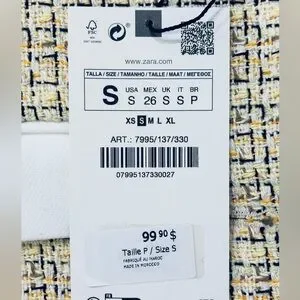 FSC
www.zara.com
TALLA / SIZE / TAMANHO / TAILLE / MAAT / ΜΕΓΕΘΟΣ
S USA MEX UK IT BR
S 26 S S P
XS S M L XL
ART.: 7995/137/330
07995137330027
99 90 $
Taille P / Size S
FABRIQUÉ AU MAROC
MADE IN MOROCCO